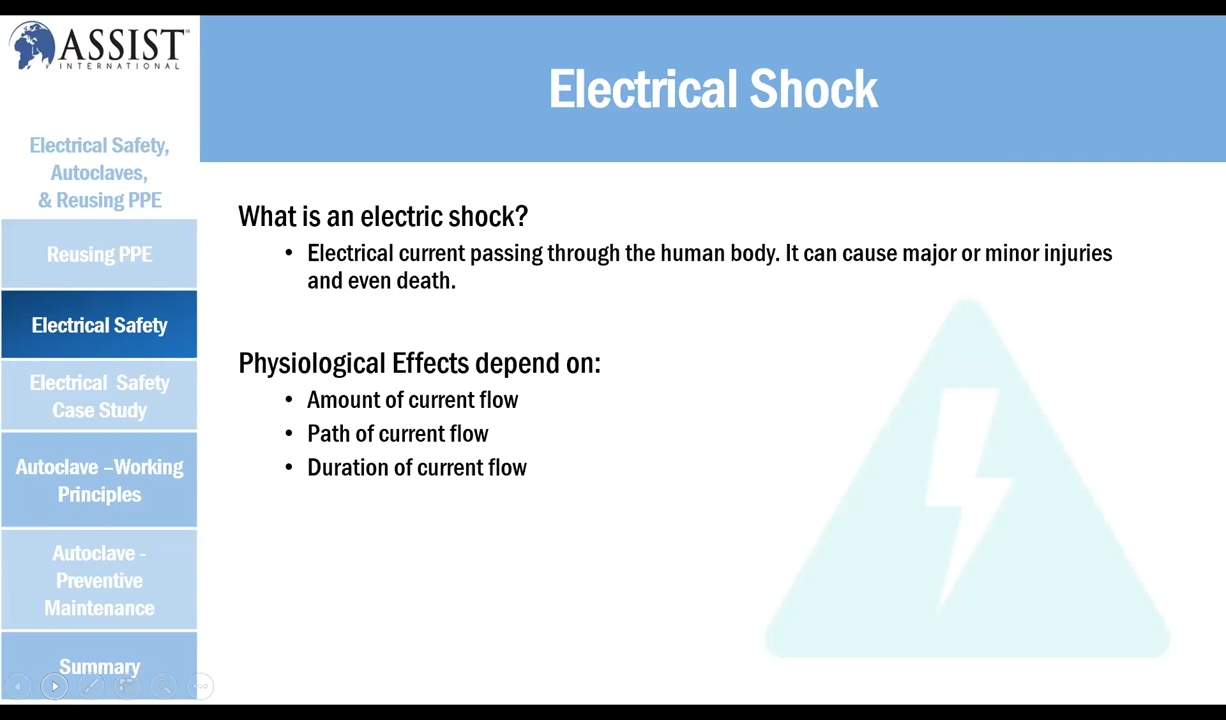 ASSIST
INTERNATIONAL
Electrical Shock
Electrical Safety,
Autoclaves,
& Reusing PPE
Reusing PPE
Electrical Safety
Electrical Safety
Case Study
Autoclave –Working
Principles
Autoclave -
Preventive
Maintenance
Summary
What is an electric shock?
• Electrical current passing through the human body. It can cause major or minor injuries
and even death.
Physiological Effects depend on:
• Amount of current flow
• Path of current flow
• Duration of current flow